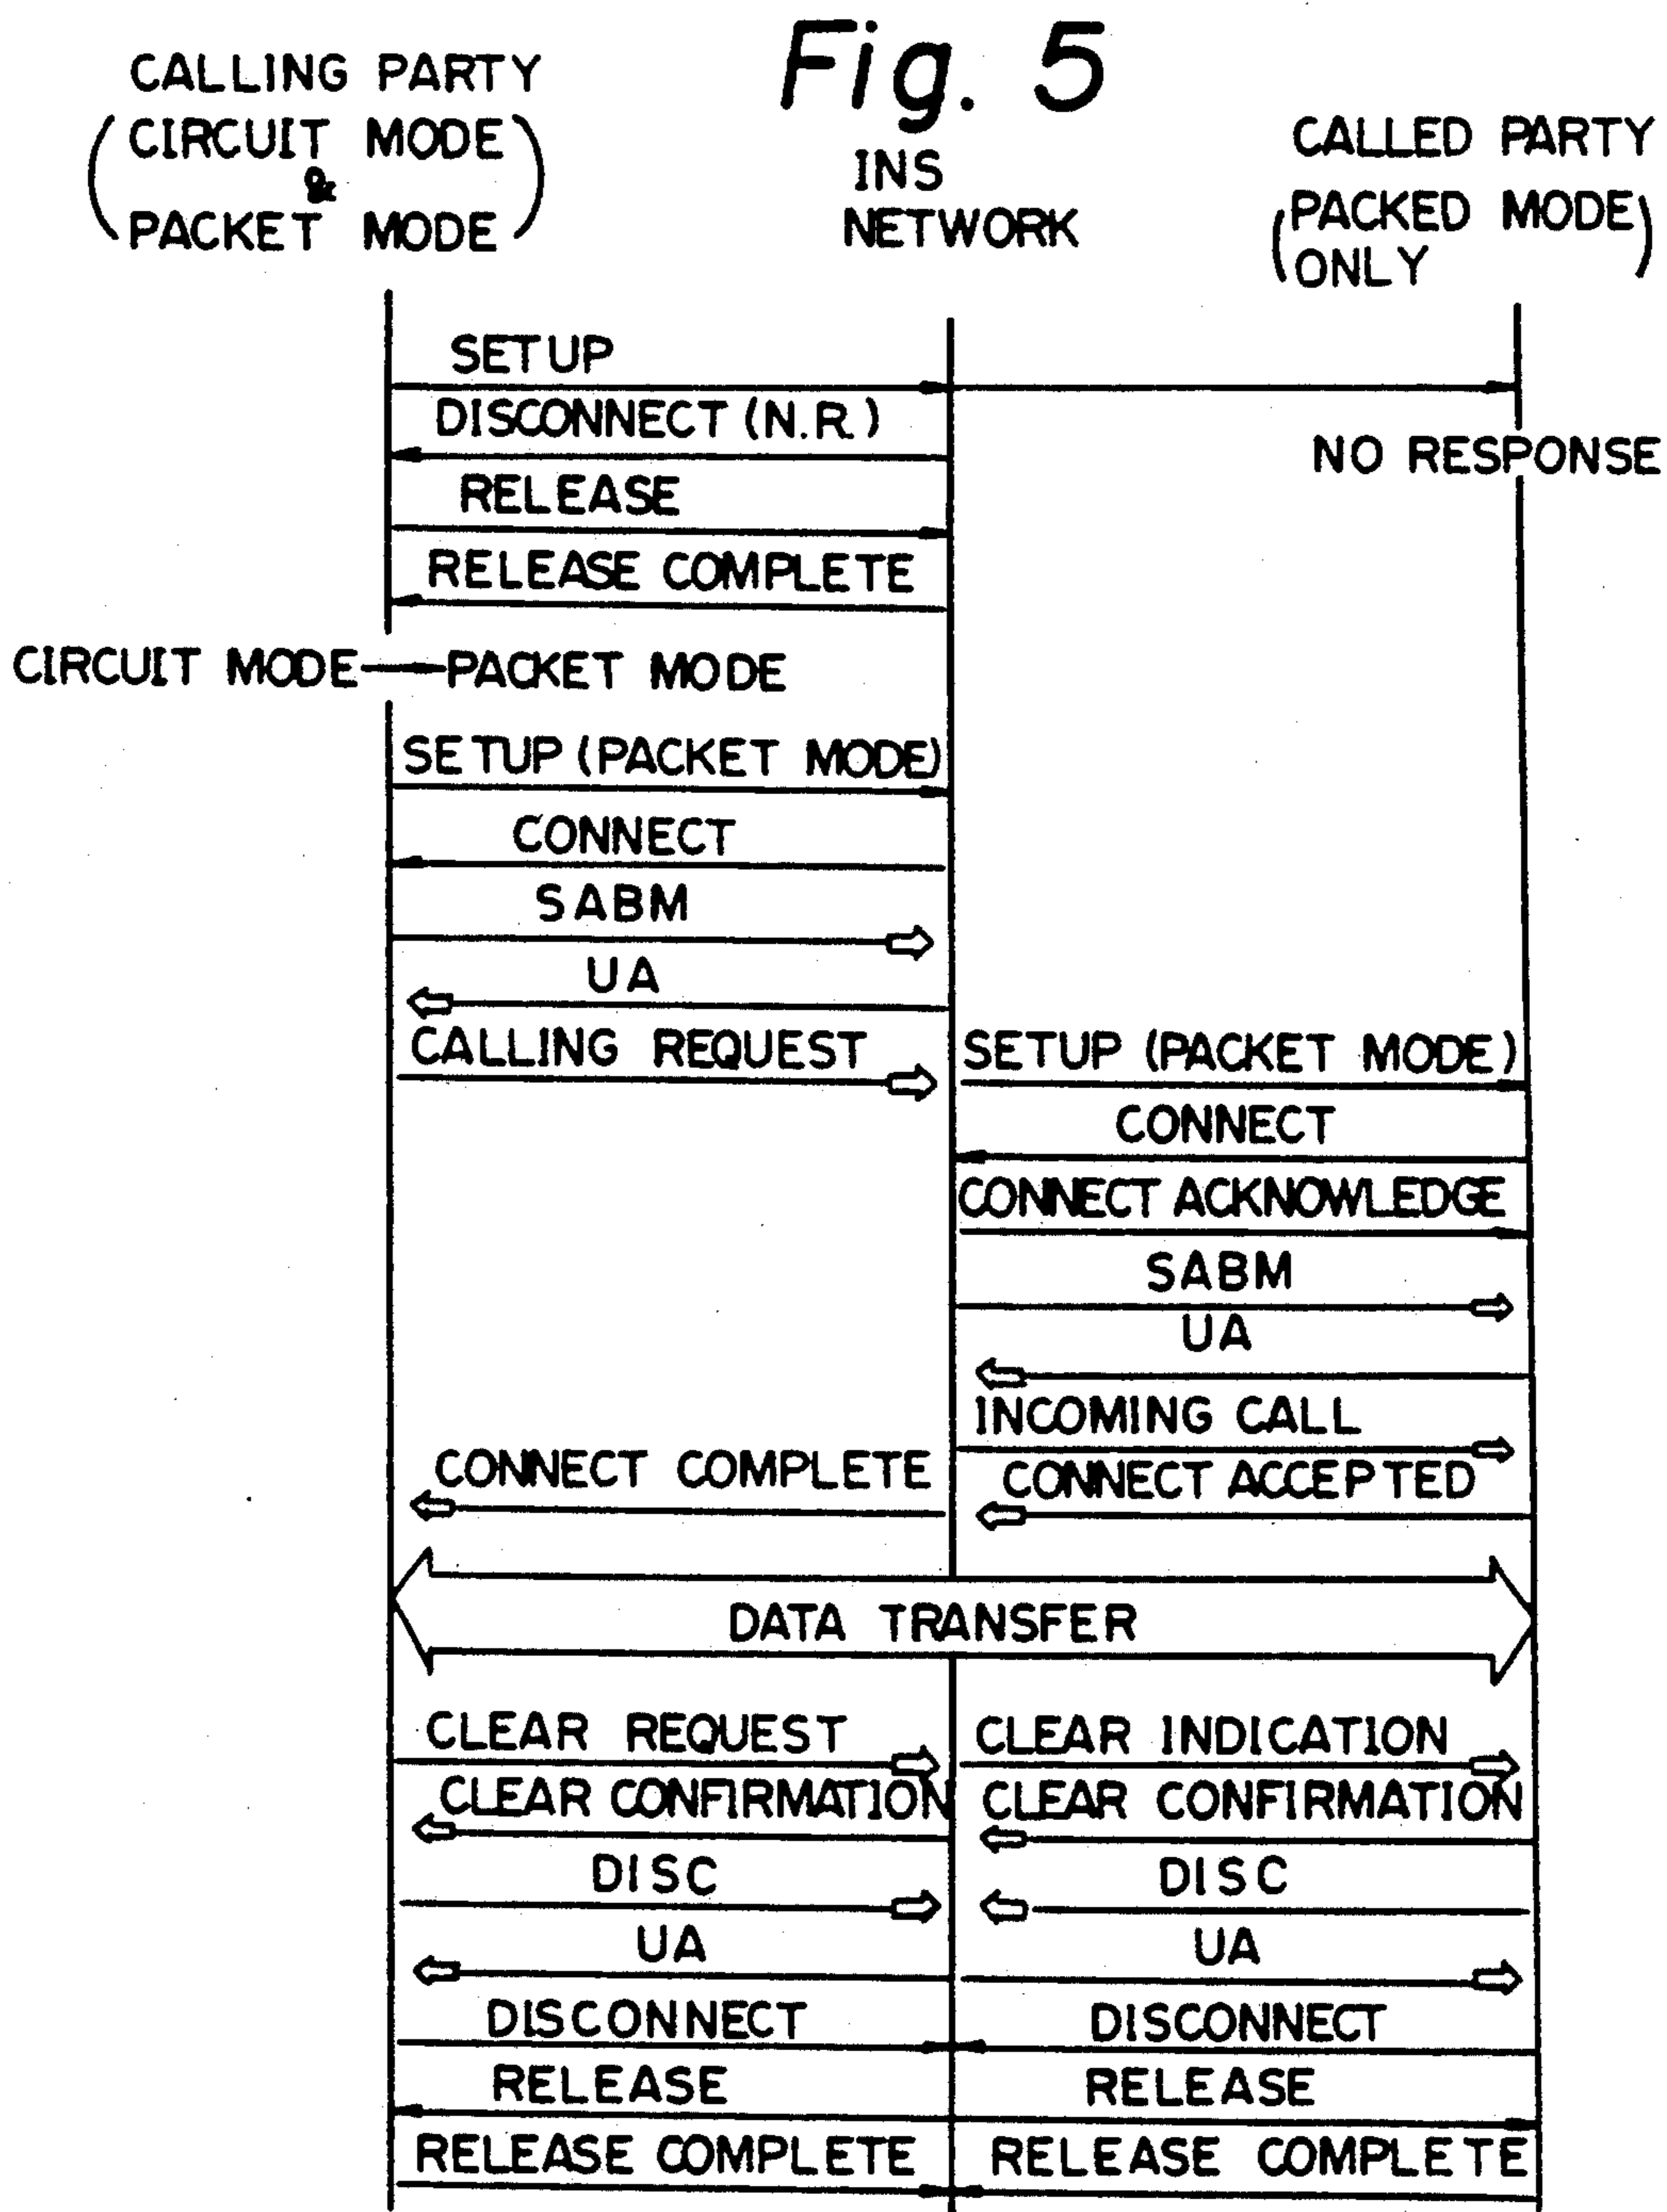 Fig. 5
CALLING PARTY
(CIRCUIT MODE
&
PACKET MODE)
INS
NETWORK
CALLED PARTY
(PACKED MODE)
ONLY
SETUP
DISCONNECT (N.R.)
NO RESPONSE
RELEASE
RELEASE COMPLETE
CIRCUIT MODE PACKET MODE
SETUP (PACKET MODE)
CONNECT
SABM
UA
CALLING REQUEST
SETUP (PACKET MODE)
CONNECT
CONNECT ACKNOWLEDGE
SABM
UA
INCOMING CALL
CONNECT COMPLETE
CONNECT ACCEPTED
DATA TRANSFER
CLEAR REQUEST
CLEAR INDICATION
CLEAR CONFIRMATION
CLEAR CONFIRMATION
DISC
DISC
UA
UA
DISCONNECT
DISCONNECT
RELEASE
RELEASE
RELEASE COMPLETE
RELEASE COMPLETE